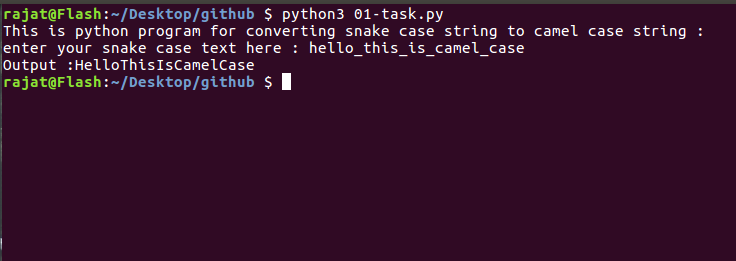 rajat@Flash:~/Desktop/github $ python3 01-task.py
This is python program for converting snake case string to camel case string :
enter your snake case text here : hello_this_is_camel_case
Output :HelloThisIsCamelCase
rajat@Flash:~/Desktop/github $